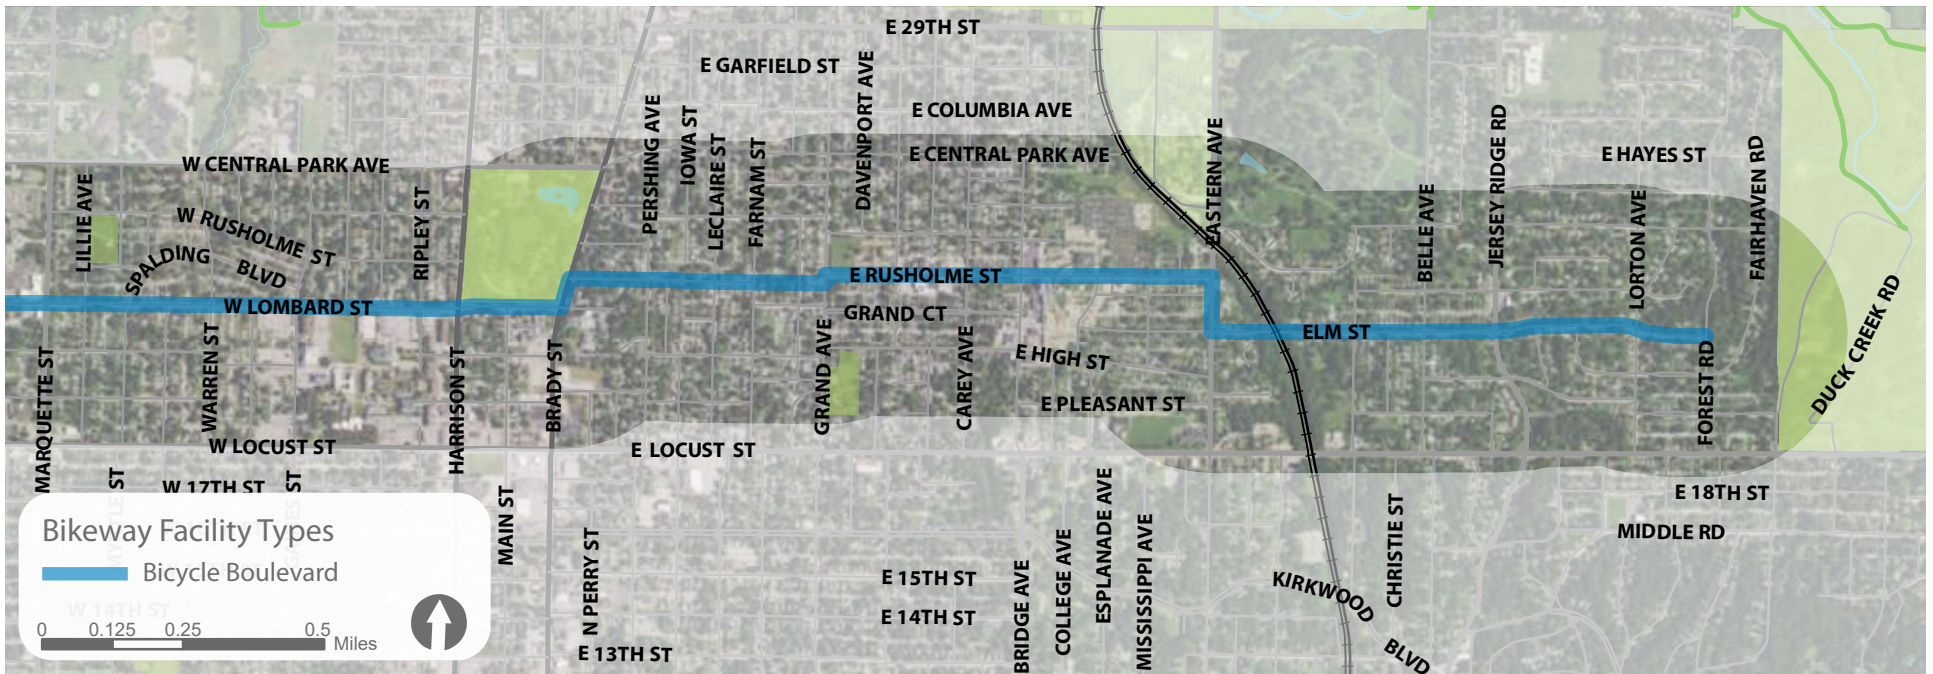 E 29TH ST
E GARFIELD ST
DAVENPORT AVE
E COLUMBIA AVE
PERSHING AVE
IOWA ST
LECLAIRE ST
FARNAM ST
E CENTRAL PARK AVE
EASTERN AVE
JERSEY RIDGE RD
E HAYES ST
FAIRHAVEN RD
W CENTRAL PARK AVE
LILLIE AVE
W RUSHOLME ST
RIPLEY ST
SPALDING BLVD
BELLE AVE
LORTON AVE
E RUSHOLME ST
W LOMBARD ST
GRAND CT
ELM ST
DUCK CREEK RD
MARQUETTE ST
WARREN ST
HARRISON ST
BRADY ST
GRAND AVE
CAREY AVE
E HIGH ST
FOREST RD
E PLEASANT ST
W LOCUST ST
E LOCUST ST
W 17TH ST
E 18TH ST
MAIN ST
N PERRY ST
MIDDLE RD
ESPLANADE AVE
MISSISSIPPI AVE
COLLEGE AVE
BRIDGE AVE
CHRISTIE ST
KIRKWOOD BLVD
E 15TH ST
E 14TH ST
E 13TH ST
W 14TH ST
Bikeway Facility Types
Bicycle Boulevard
0 0.125 0.25 0.5
Miles